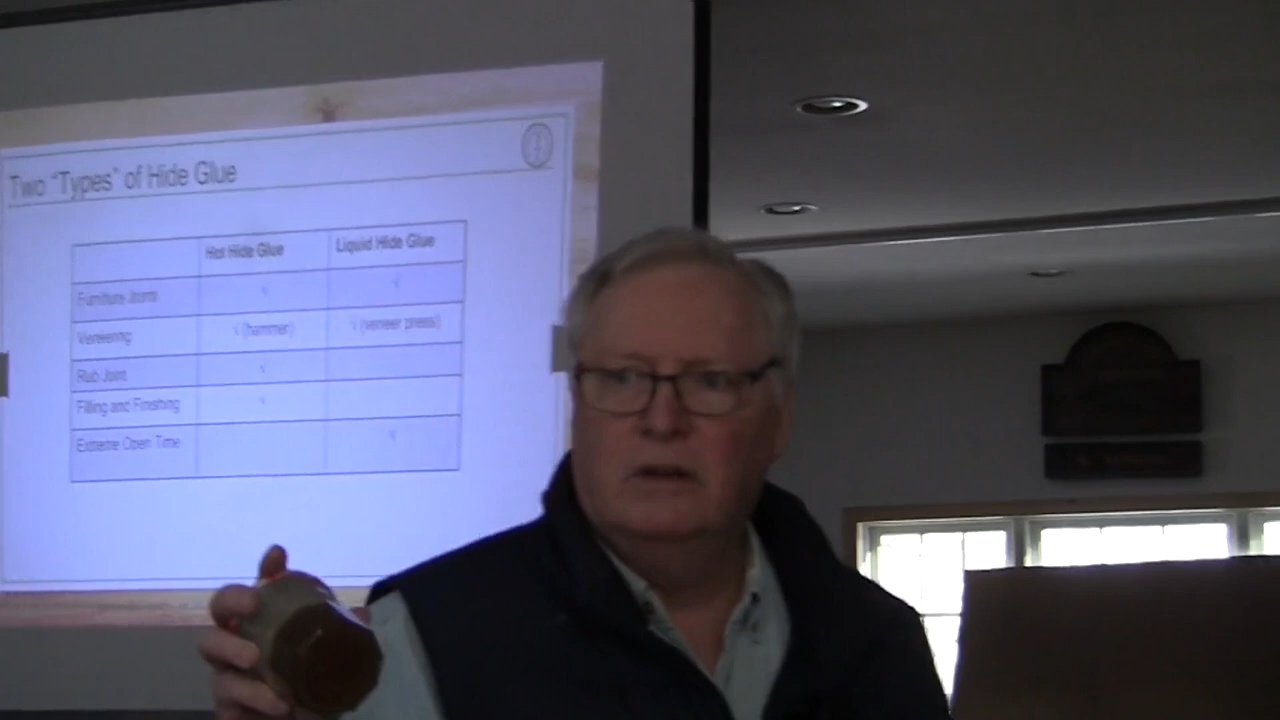 Two "Types" of Hide Glue
Hot Hide Glue Liquid Hide Glue
Furniture Joints √ √
Veneering √ (hammer) √ (veneer press)
Rub Joint √
Filling and Finishing √
Extreme Open Time √